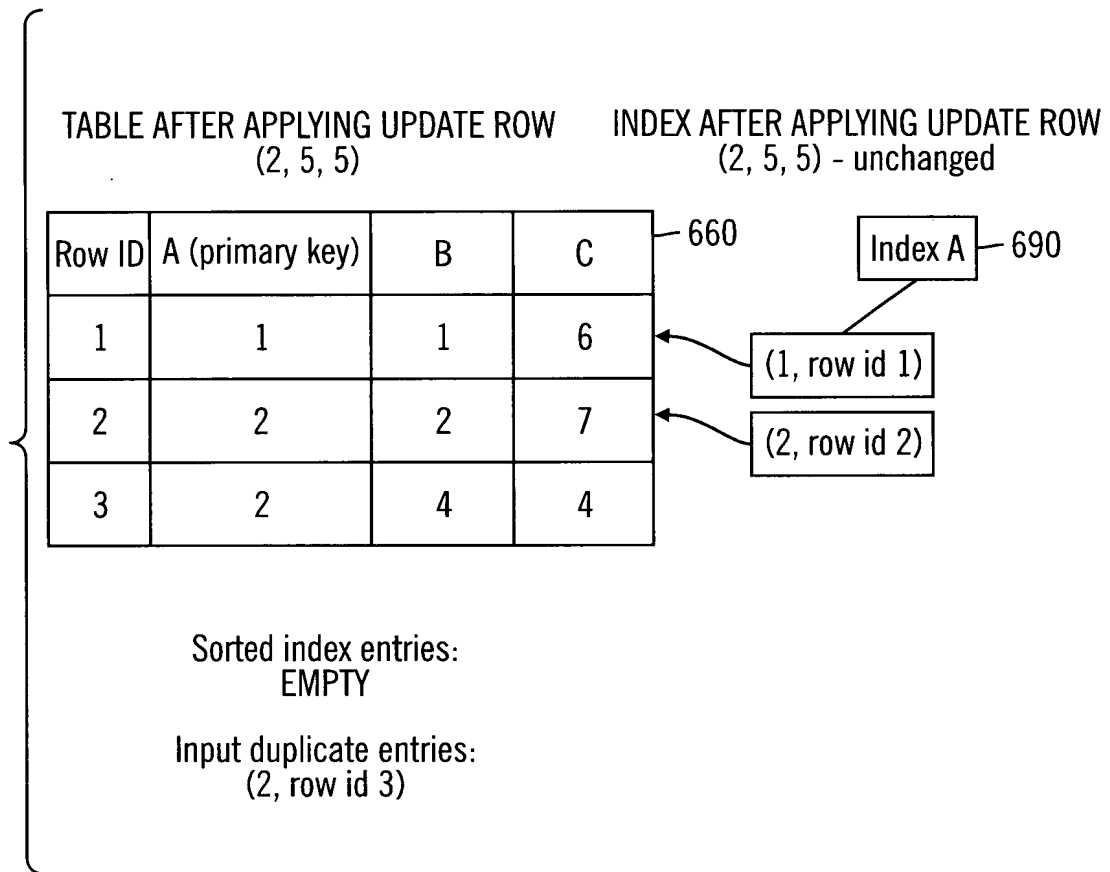 TABLE AFTER APPLYING UPDATE ROW
(2, 5, 5)
INDEX AFTER APPLYING UPDATE ROW
(2, 5, 5) - unchanged
Row ID A (primary key) B C
660
1 1 1 6
2 2 2 7
3 2 4 4
Index A
690
(1, row id 1)
(2, row id 2)
Sorted index entries:
EMPTY
Input duplicate entries:
(2, row id 3)